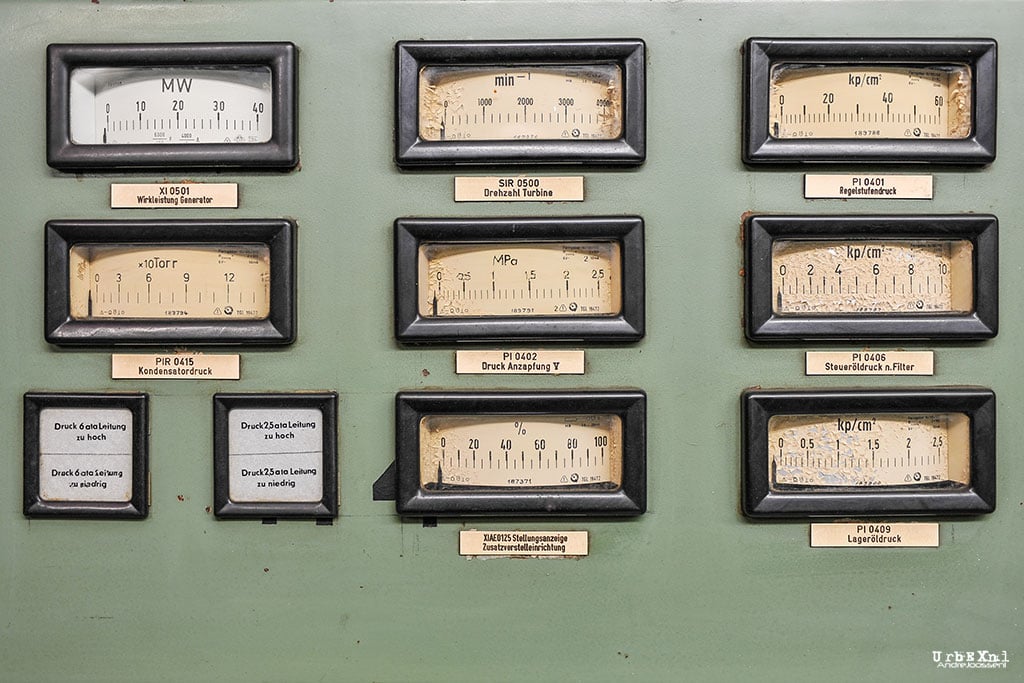 MW
0 10 20 30 40
XI 0501
Wirkleistung Generator
min⁻¹
0 1000 2000 3000 4000
SIR 0500
Drehzahl Turbine
kp/cm²
0 20 40 60
PI 0401
Regelstufendruck
×10Torr
0 3 6 9 12
PIR 0415
Kondensatordruck
MPa
0 0,5 1 1,5 2 2,5
PI 0402
Druck Anzapfung V
kp/cm²
0 2 4 6 8 10
PI 0406
Steueröldruck n.Filter
Druck 6 ata Leitung
zu hoch
Druck 6 ata Leitung
zu niedrig
Druck 2,5 ata Leitung
zu hoch
Druck 2,5 ata Leitung
zu niedrig
%
0 20 40 60 80 100
187371
XIAE0125 Stellungsanzeige
Zusatzverstelleinrichtung
kp/cm²
0 0,5 1 1,5 2 2,5
PI 0409
Lageröldruck
UrbEXnl
AndreJoosse.nl